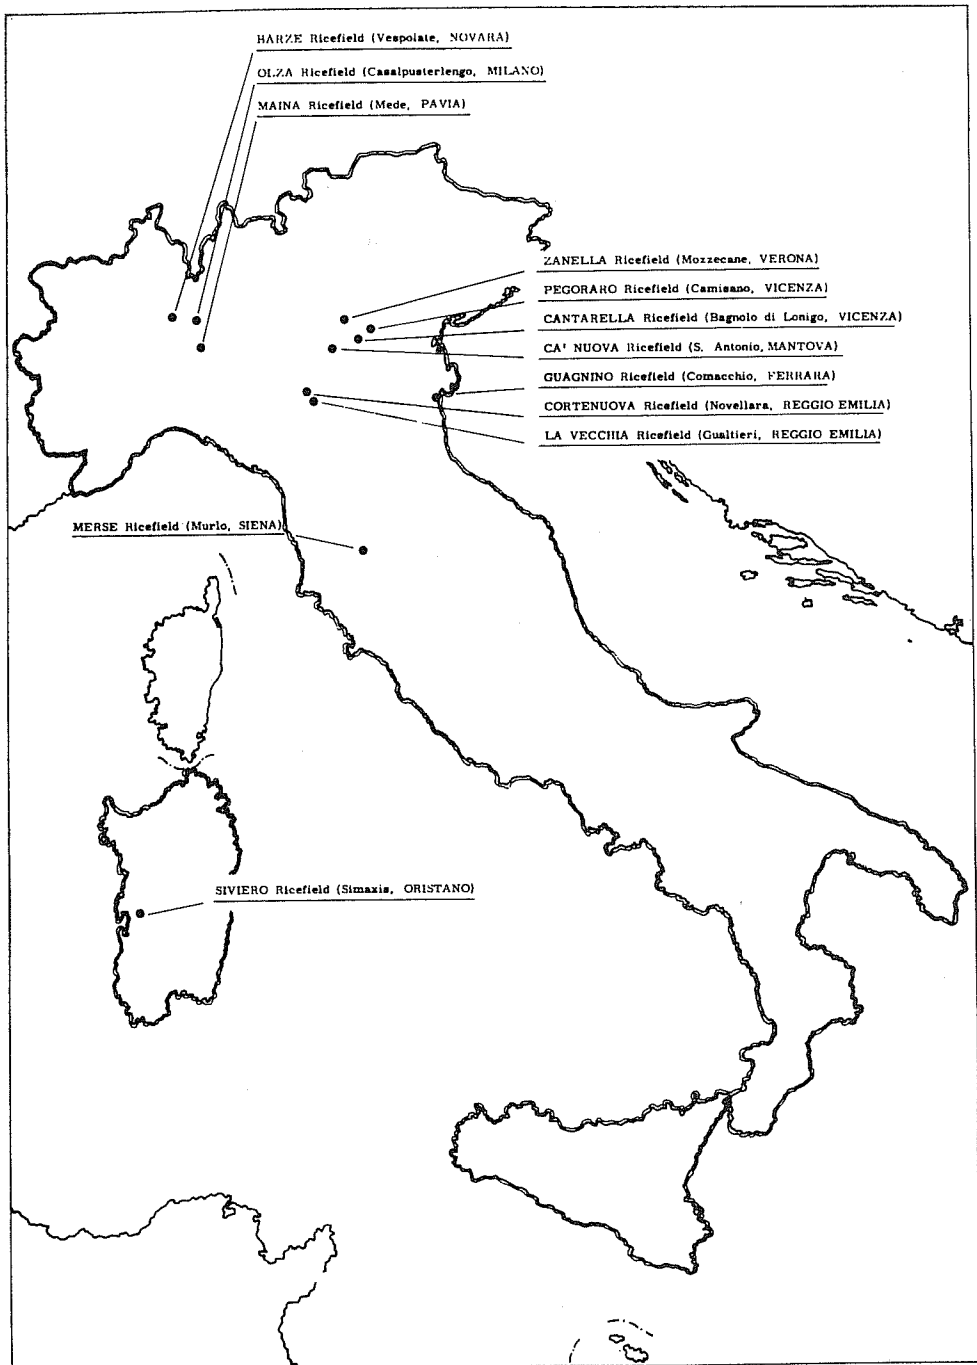 HARZE Ricefield (Vespolate, NOVARA)
OLZA Ricefield (Casalpusterlengo, MILANO)
MAINA Ricefield (Mede, PAVIA)
ZANELLA Ricefield (Mozzecane, VERONA)
PEGORARO Ricefield (Camisano, VICENZA)
CANTARELLA Ricefield (Bagnolo di Lonigo, VICENZA)
CA' NUOVA Ricefield (S. Antonio, MANTOVA)
GUAGNINO Ricefield (Comacchio, FERRARA)
CORTENUOVA Ricefield (Novellara, REGGIO EMILIA)
LA VECCHIA Ricefield (Gualtieri, REGGIO EMILIA)
MERSE Ricefield (Murlo, SIENA)
SIVIERO Ricefield (Simaxis, ORISTANO)